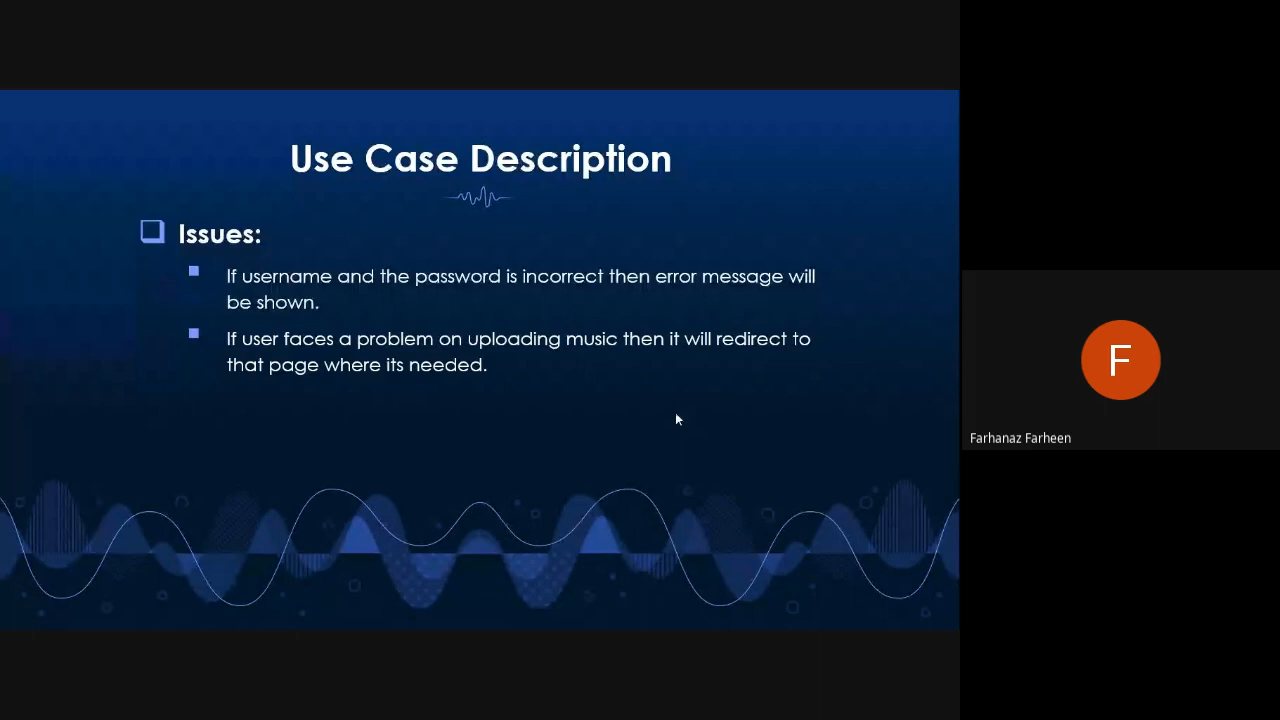 Use Case Description
Issues:
If username and the password is incorrect then error message will
be shown.
If user faces a problem on uploading music then it will redirect to
that page where its needed.
F
Farhanaz Farheen